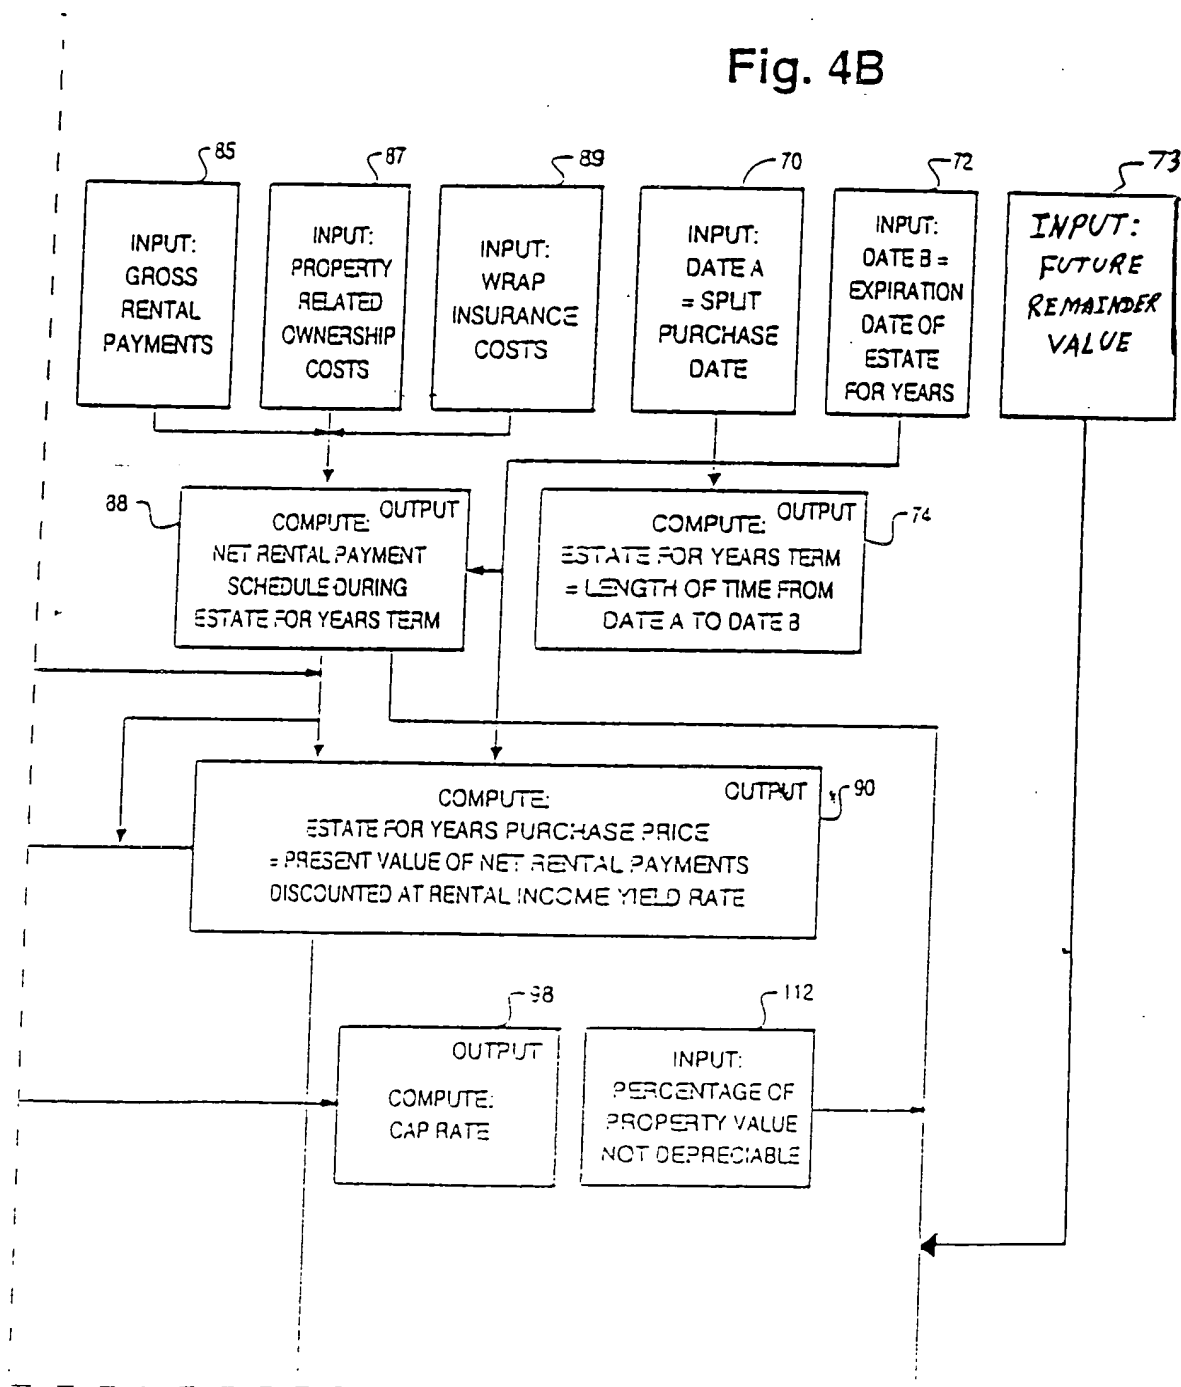 Fig. 4B
85
87
89
70
72
73
INPUT:
GROSS
RENTAL
PAYMENTS
INPUT:
PROPERTY
RELATED
OWNERSHIP
COSTS
INPUT:
WRAP
INSURANCE
COSTS
INPUT:
DATE A
= SPLIT
PURCHASE
DATE
INPUT:
DATE B =
EXPIRATION
DATE OF
ESTATE
FOR YEARS
INPUT:
FUTURE
REMAINDER
VALUE
88
OUTPUT
COMPUTE:
NET RENTAL PAYMENT
SCHEDULE DURING
ESTATE FOR YEARS TERM
74
OUTPUT
COMPUTE:
ESTATE FOR YEARS TERM
= LENGTH OF TIME FROM
DATE A TO DATE B
90
OUTPUT
COMPUTE:
ESTATE FOR YEARS PURCHASE PRICE
= PRESENT VALUE OF NET RENTAL PAYMENTS
DISCOUNTED AT RENTAL INCOME YIELD RATE
98
OUTPUT
COMPUTE:
CAP RATE
112
INPUT:
PERCENTAGE OF
PROPERTY VALUE
NOT DEPRECIABLE